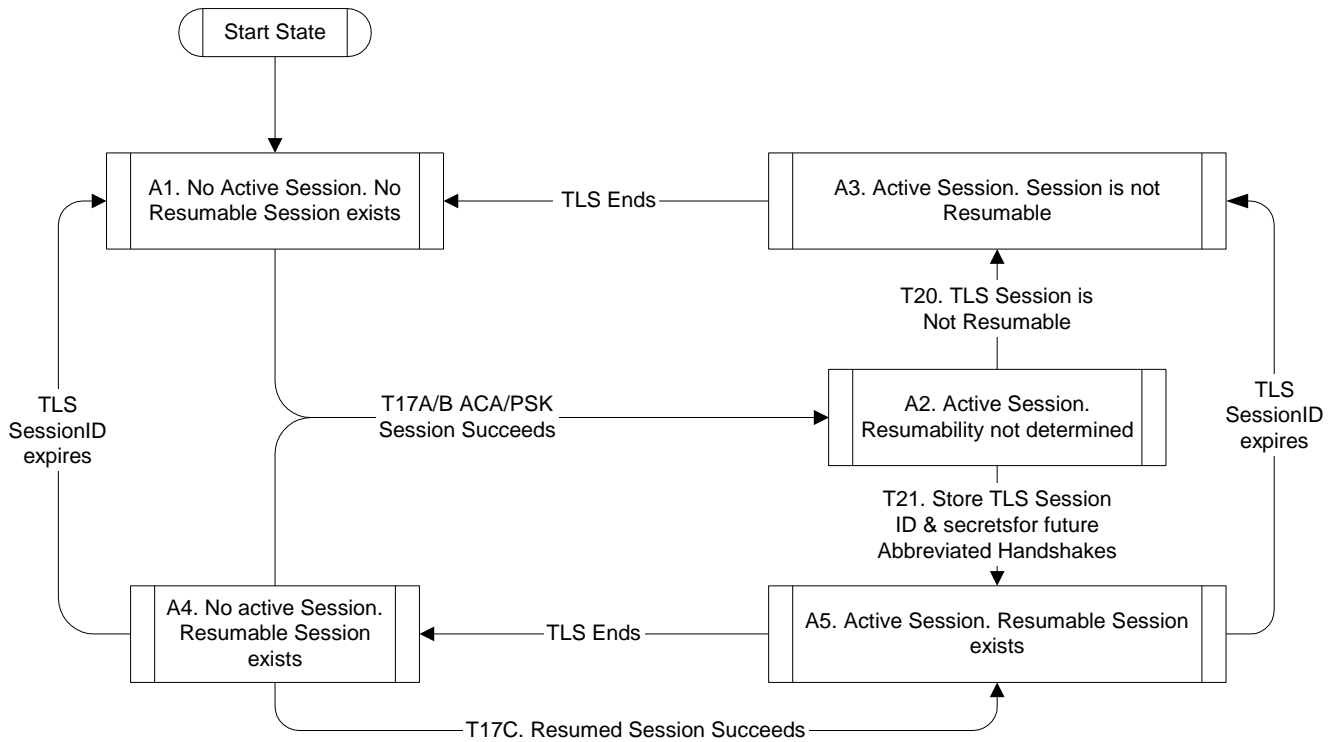 Start State
A1. No Active Session. No
Resumable Session exists
TLS Ends
A3. Active Session. Session is not
Resumable
T20. TLS Session is
Not Resumable
TLS
SessionID
expires
T17A/B ACA/PSK
Session Succeeds
A2. Active Session.
Resumability not determined
TLS
SessionID
expires
T21. Store TLS Session
ID & secretsfor future
Abbreviated Handshakes
A4. No active Session.
Resumable Session
exists
TLS Ends
A5. Active Session. Resumable Session
exists
T17C. Resumed Session Succeeds